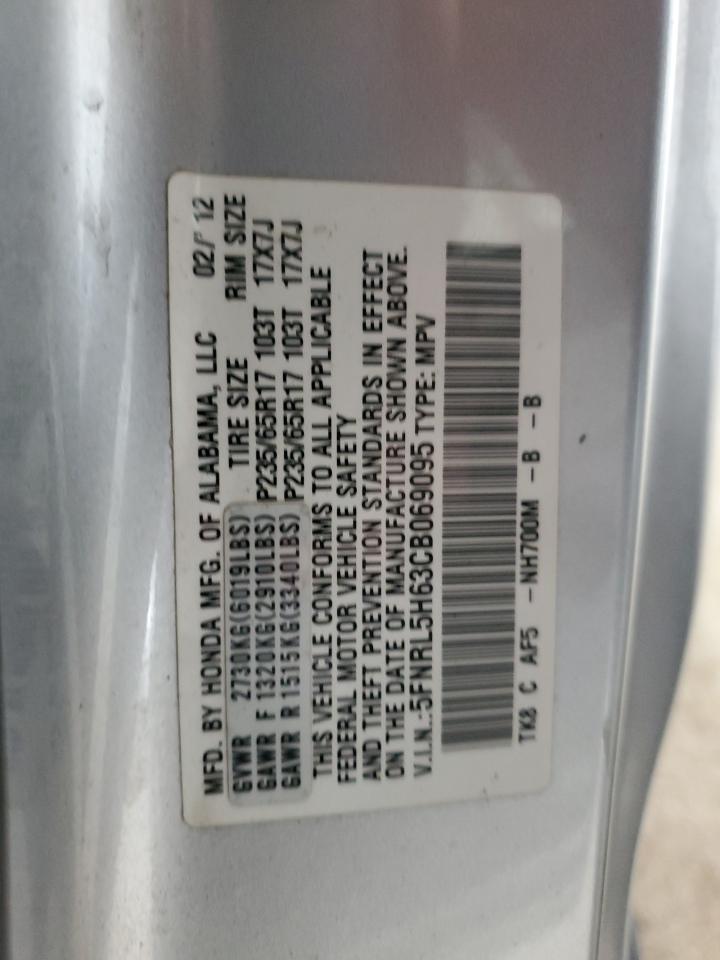 MFD. BY HONDA MFG. OF ALABAMA, LLC 02/12
GVWR 2730KG(6019LBS) TIRE SIZE RIM SIZE
GAWR F 1320KG(2910LBS) P235/65R17 103T 17X7J
GAWR R 1515KG(3340LBS) P235/65R17 103T 17X7J
THIS VEHICLE CONFORMS TO ALL APPLICABLE
FEDERAL MOTOR VEHICLE SAFETY
AND THEFT PREVENTION STANDARDS IN EFFECT
ON THE DATE OF MANUFACTURE SHOWN ABOVE.
V.I.N.:5FNRL5H63CB069095 TYPE: MPV
TK8 C AF5 -NH700M -B -B